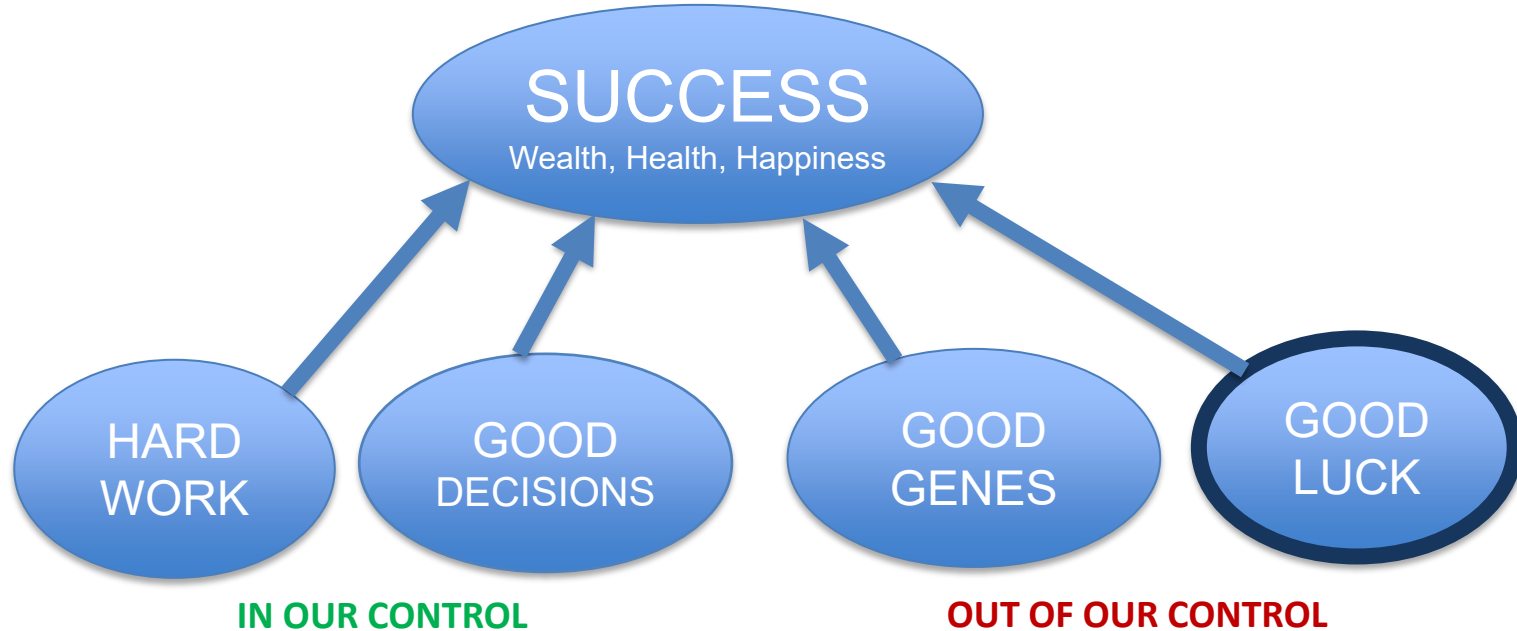 SUCCESS
Wealth, Health, Happiness
HARD
WORK
GOOD
DECISIONS
GOOD
GENES
GOOD
LUCK
IN OUR CONTROL
OUT OF OUR CONTROL